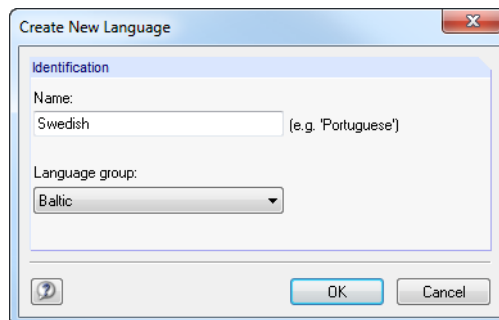 Create New Language
Identification
Name:
Swedish
(e.g. 'Portuguese')
Language group:
Baltic
OK
Cancel